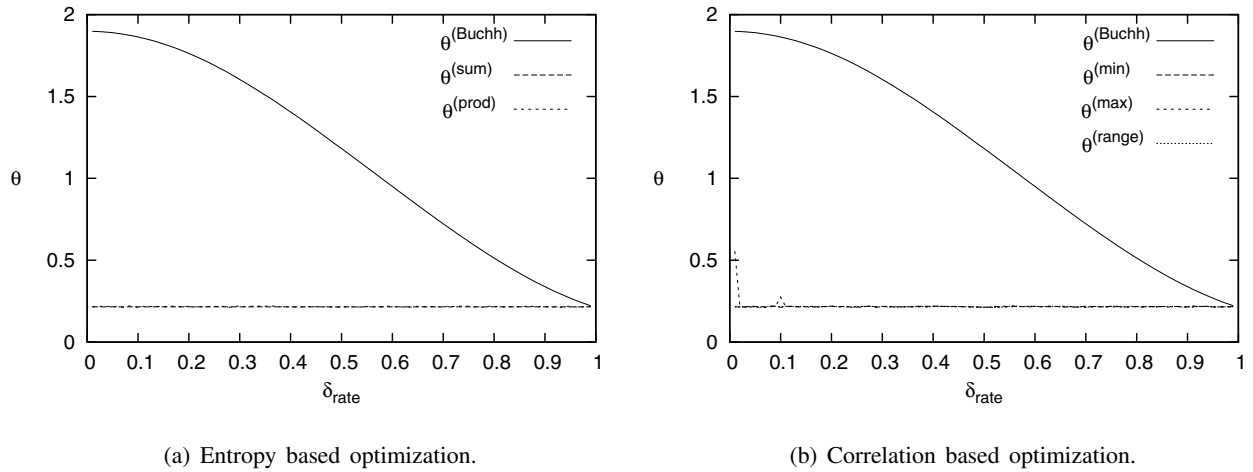 2
1.5
1
0.5
0
θ
θ(Buchh)
θ(sum)
θ(prod)
0 0.1 0.2 0.3 0.4 0.5 0.6 0.7 0.8 0.9 1
δrate
(a) Entropy based optimization.
2
1.5
1
0.5
0
θ
θ(Buchh)
θ(min)
θ(max)
θ(range)
0 0.1 0.2 0.3 0.4 0.5 0.6 0.7 0.8 0.9 1
δrate
(b) Correlation based optimization.